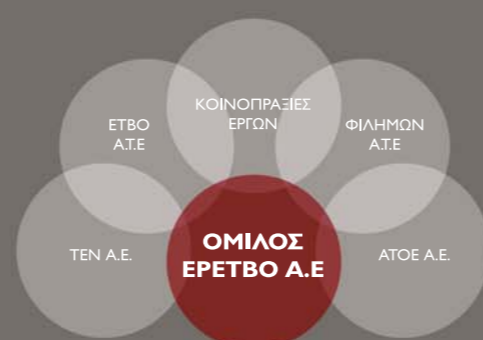 ΚΟΙΝΟΠΡΑΞΙΕΣ
ΕΡΓΩΝ
ΕΤΒΟ
Α.Τ.Ε
ΦΙΛΗΜΩΝ
Α.Τ.Ε
ΤΕΝ Α.Ε.
ΟΜΙΛΟΣ
ΕΡΕΤΒΟ Α.Ε
ΑΤΟΕ Α.Ε.